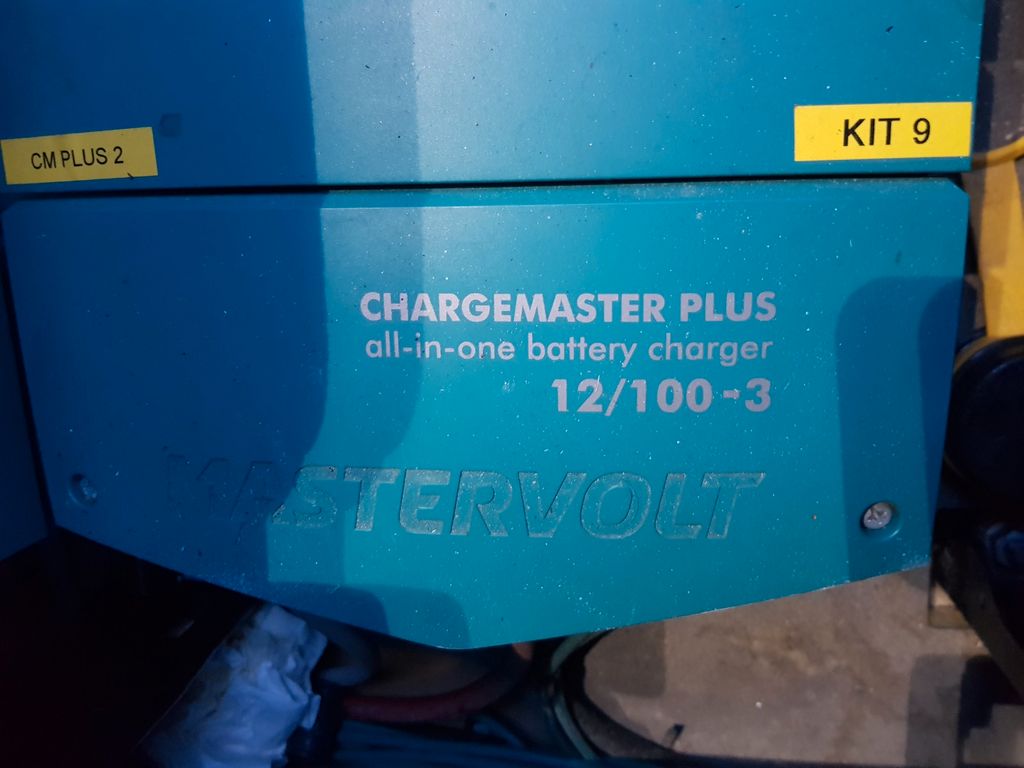 CM PLUS 2
KIT 9
CHARGEMASTER PLUS
all-in-one battery charger
12/100-3
MASTERVOLT